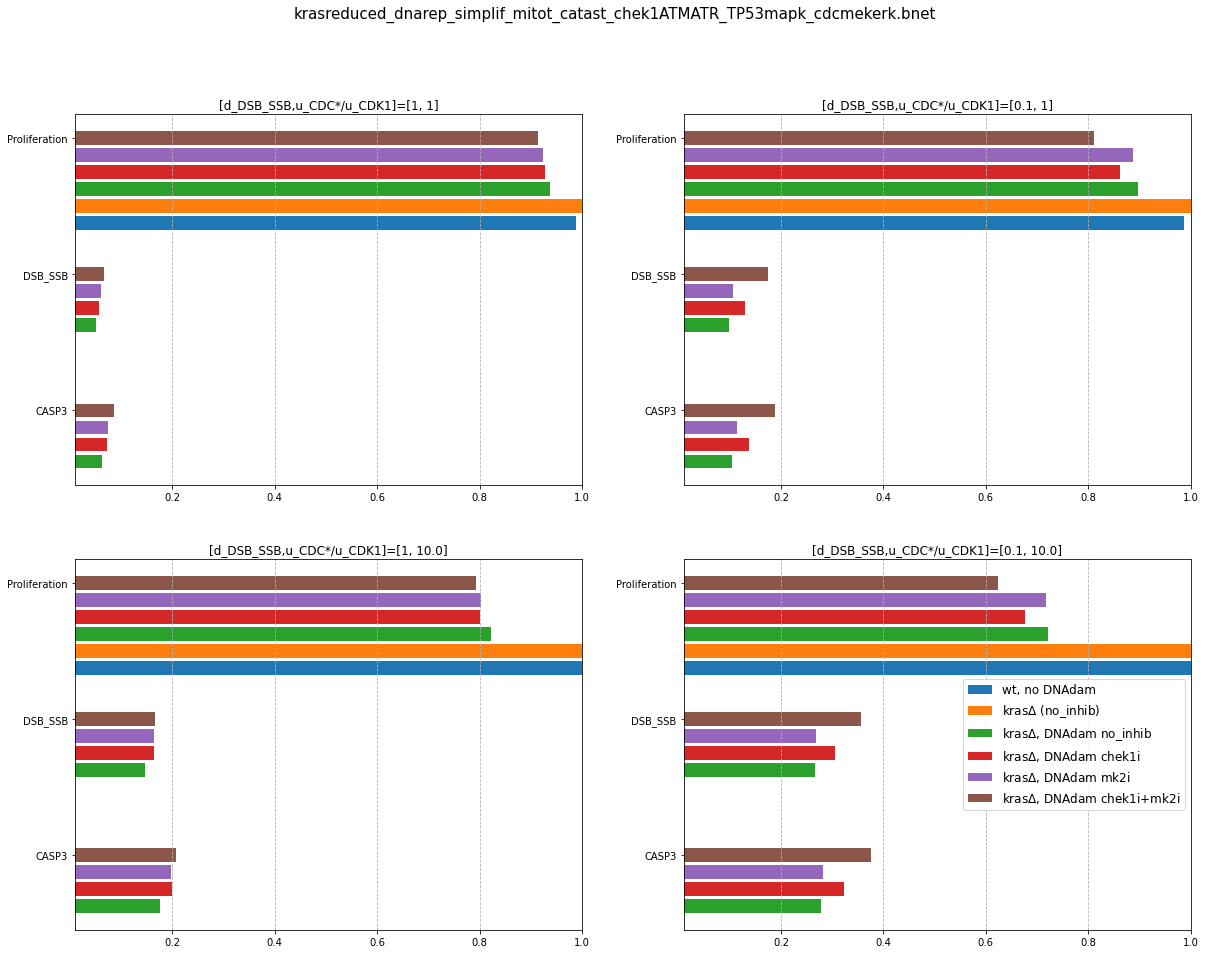 krasreduced_dnarep_simplif_mitot_catast_chek1ATMATR_TP53mapk_cdcmekerk.bnet
[d_DSB_SSB,u_CDC*/u_CDK1]=[1, 1]
Proliferation
DSB_SSB
CASP3
0.2 0.4 0.6 0.8 1.0
[d_DSB_SSB,u_CDC*/u_CDK1]=[0.1, 1]
Proliferation
DSB_SSB
CASP3
0.2 0.4 0.6 0.8 1.0
[d_DSB_SSB,u_CDC*/u_CDK1]=[1, 10.0]
Proliferation
DSB_SSB
CASP3
0.2 0.4 0.6 0.8 1.0
[d_DSB_SSB,u_CDC*/u_CDK1]=[0.1, 10.0]
Proliferation
DSB_SSB
CASP3
0.2 0.4 0.6 0.8 1.0
wt, no DNAdam
krasΔ (no_inhib)
krasΔ, DNAdam no_inhib
krasΔ, DNAdam chek1i
krasΔ, DNAdam mk2i
krasΔ, DNAdam chek1i+mk2i